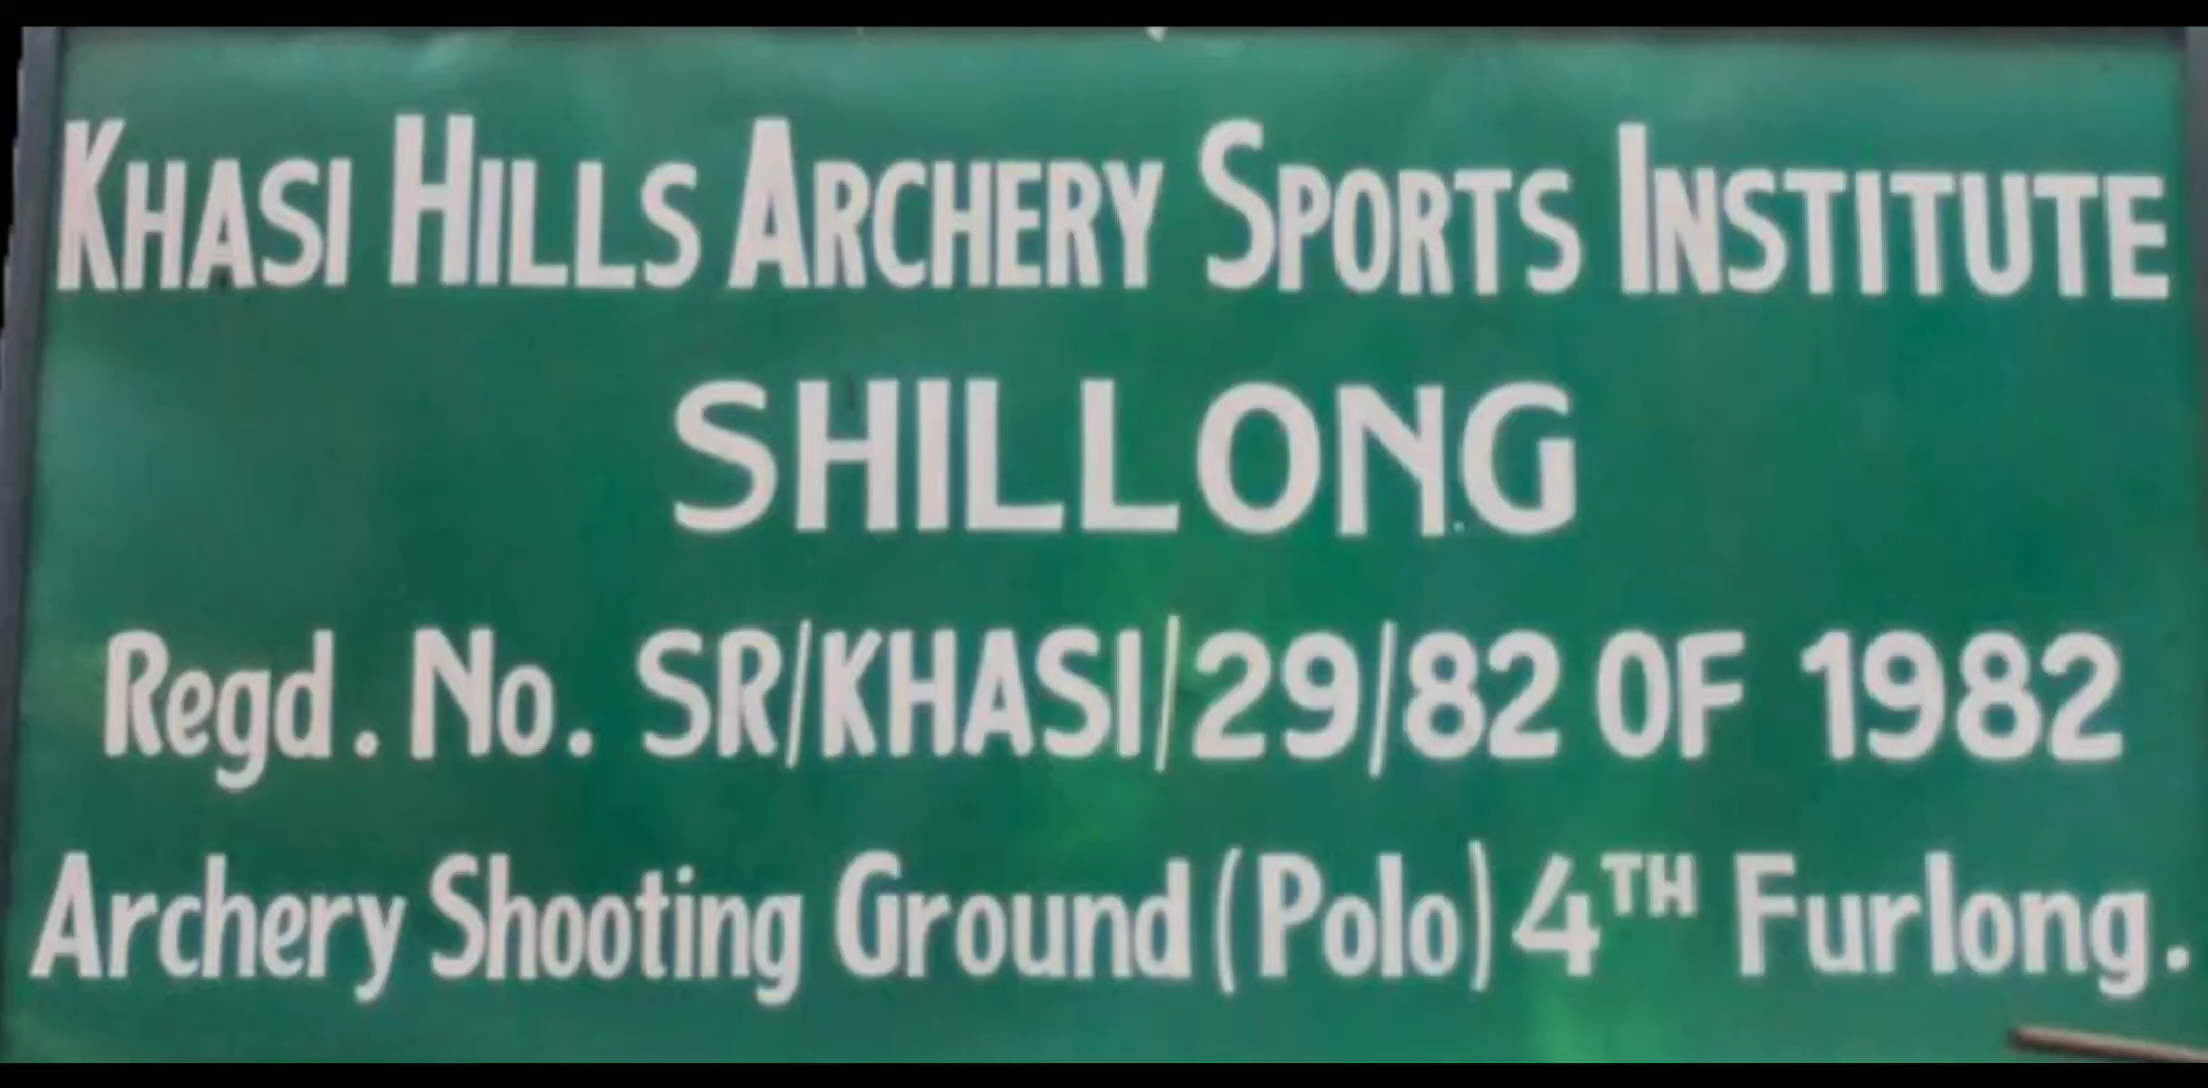 KHASI HILLS ARCHERY SPORTS INSTITUTE
SHILLONG
Regd. No. SR/KHASI/29/82 OF 1982
Archery Shooting Ground (Polo) 4TH Furlong.